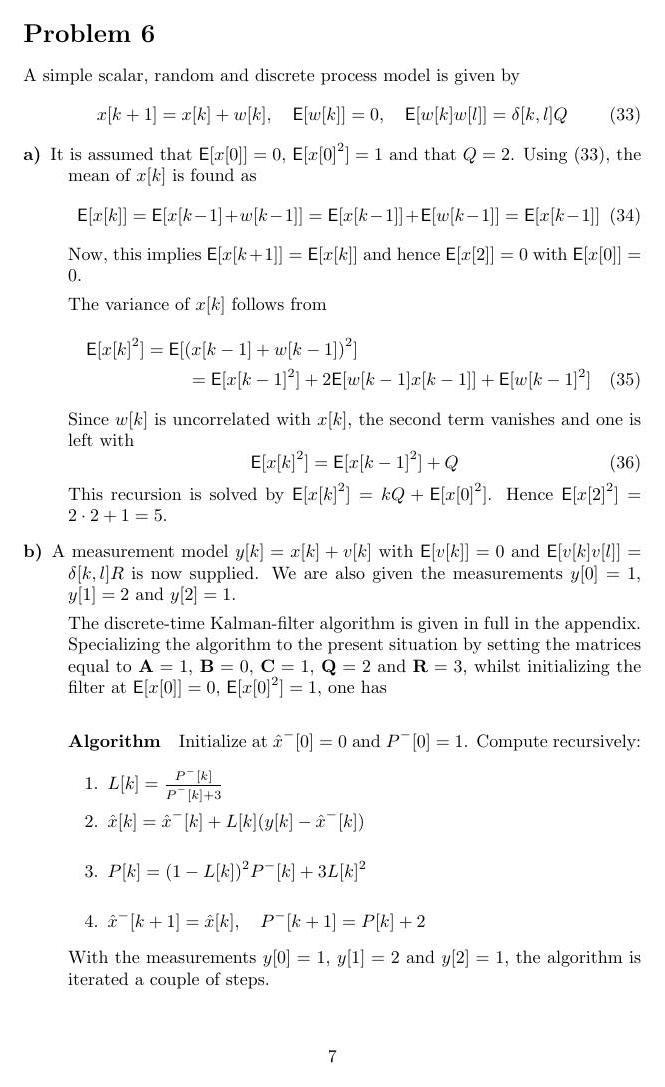 Problem 6
A simple scalar, random and discrete process model is given by
x[k + 1] = x[k] + w[k], E[w[k]] = 0, E[w[k]w[l]] = δ[k, l]Q (33)
a) It is assumed that E[x[0]] = 0, E[x[0]²] = 1 and that Q = 2. Using (33), the
mean of x[k] is found as
E[x[k]] = E[x[k−1]+w[k−1]] = E[x[k−1]]+E[w[k−1]] = E[x[k−1]] (34)
Now, this implies E[x[k+1]] = E[x[k]] and hence E[x[2]] = 0 with E[x[0]] =
0.
The variance of x[k] follows from
E[x[k]²] = E[(x[k − 1] + w[k − 1])²]
= E[x[k − 1]²] + 2E[w[k − 1]x[k − 1]] + E[w[k − 1]²] (35)
Since w[k] is uncorrelated with x[k], the second term vanishes and one is
left with
E[x[k]²] = E[x[k − 1]²] + Q (36)
This recursion is solved by E[x[k]²] = kQ + E[x[0]²]. Hence E[x[2]²] =
2 · 2 + 1 = 5.
b) A measurement model y[k] = x[k] + v[k] with E[v[k]] = 0 and E[v[k]v[l]] =
δ[k, l]R is now supplied. We are also given the measurements y[0] = 1,
y[1] = 2 and y[2] = 1.
The discrete-time Kalman-filter algorithm is given in full in the appendix.
Specializing the algorithm to the present situation by setting the matrices
equal to A = 1, B = 0, C = 1, Q = 2 and R = 3, whilst initializing the
filter at E[x[0]] = 0, E[x[0]²] = 1, one has
Algorithm Initialize at x̂⁻[0] = 0 and P⁻[0] = 1. Compute recursively:
1. L[k] = P⁻[k] / P⁻[k]+3
2. x̂[k] = x̂⁻[k] + L[k](y[k] − x̂⁻[k])
3. P[k] = (1 − L[k])²P⁻[k] + 3L[k]²
4. x̂⁻[k + 1] = x̂[k], P⁻[k + 1] = P[k] + 2
With the measurements y[0] = 1, y[1] = 2 and y[2] = 1, the algorithm is
iterated a couple of steps.
7